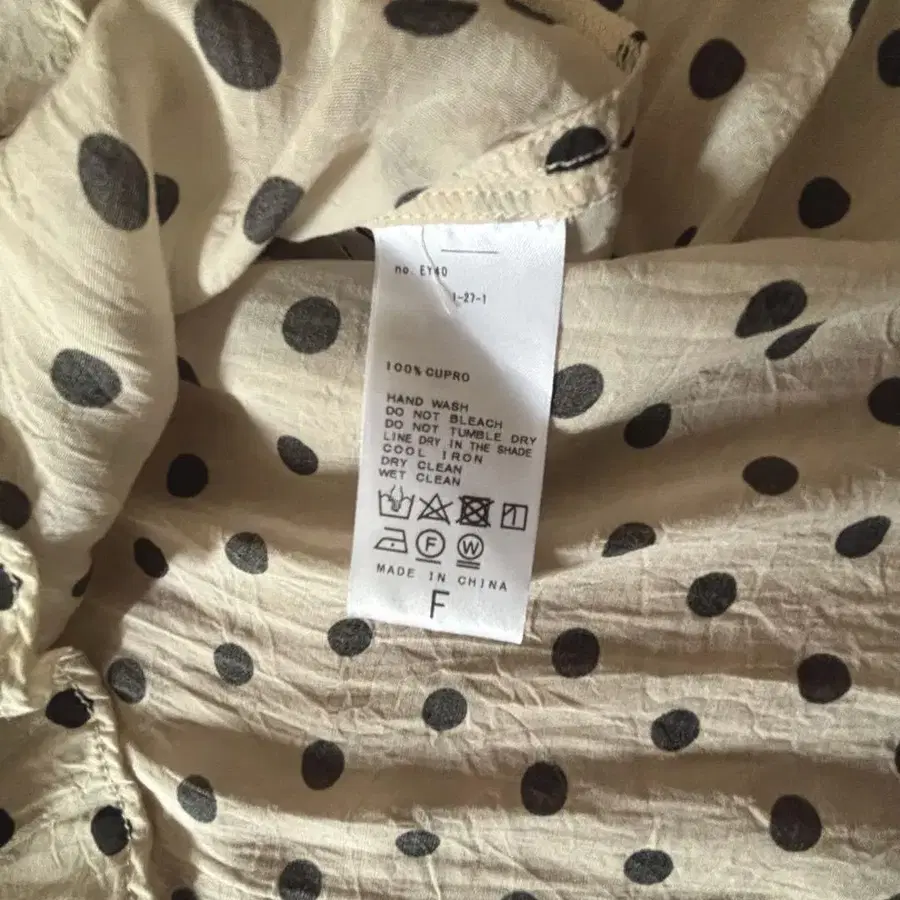 no. EY40
1-27-1
100% CUPRO
HAND WASH
DO NOT BLEACH
DO NOT TUMBLE DRY
LINE DRY IN THE SHADE
COOL IRON
DRY CLEAN
WET CLEAN
F W
MADE IN CHINA
F